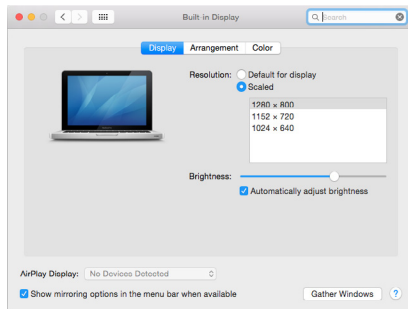 Built-in Display
Search
Display Arrangement Color
Resolution: Default for display
Scaled
1280 × 800
1152 × 720
1024 × 640
Brightness:
Automatically adjust brightness
AirPlay Display: No Devices Detected
Show mirroring options in the menu bar when available
Gather Windows ?